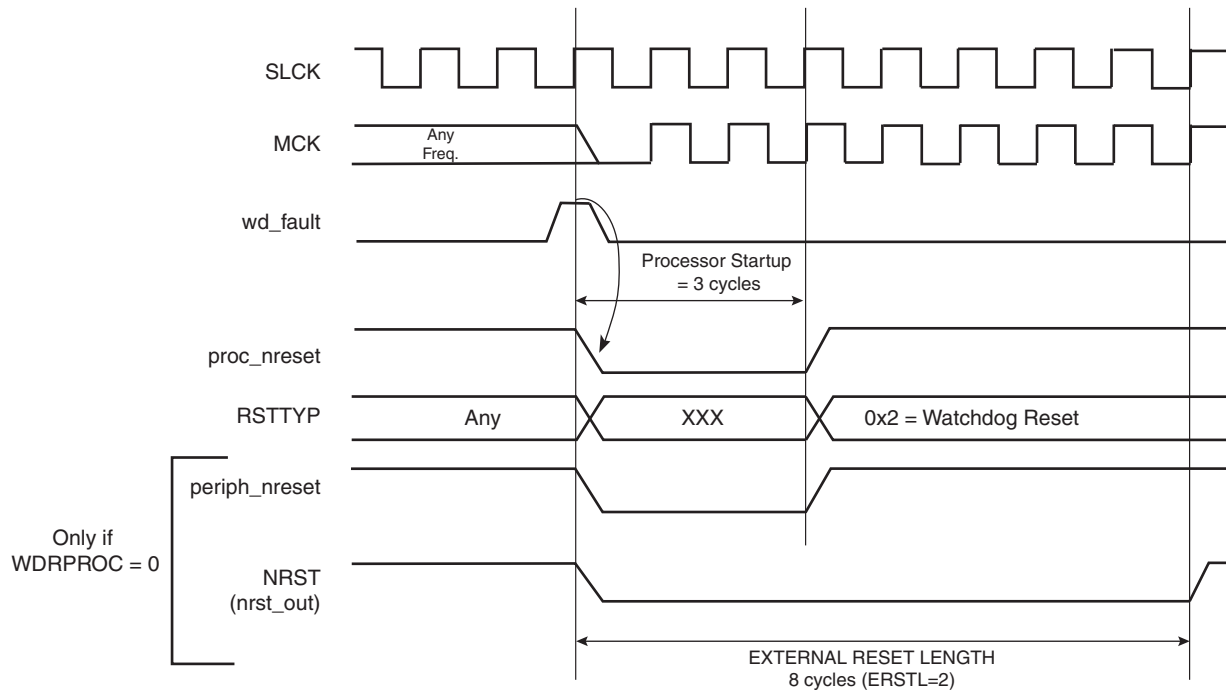 SLCK
MCK
Any
Freq.
wd_fault
Processor Startup
= 3 cycles
proc_nreset
RSTTYP
Any
XXX
0x2 = Watchdog Reset
periph_nreset
Only if
WDRPROC = 0
NRST
(nrst_out)
EXTERNAL RESET LENGTH
8 cycles (ERSTL=2)